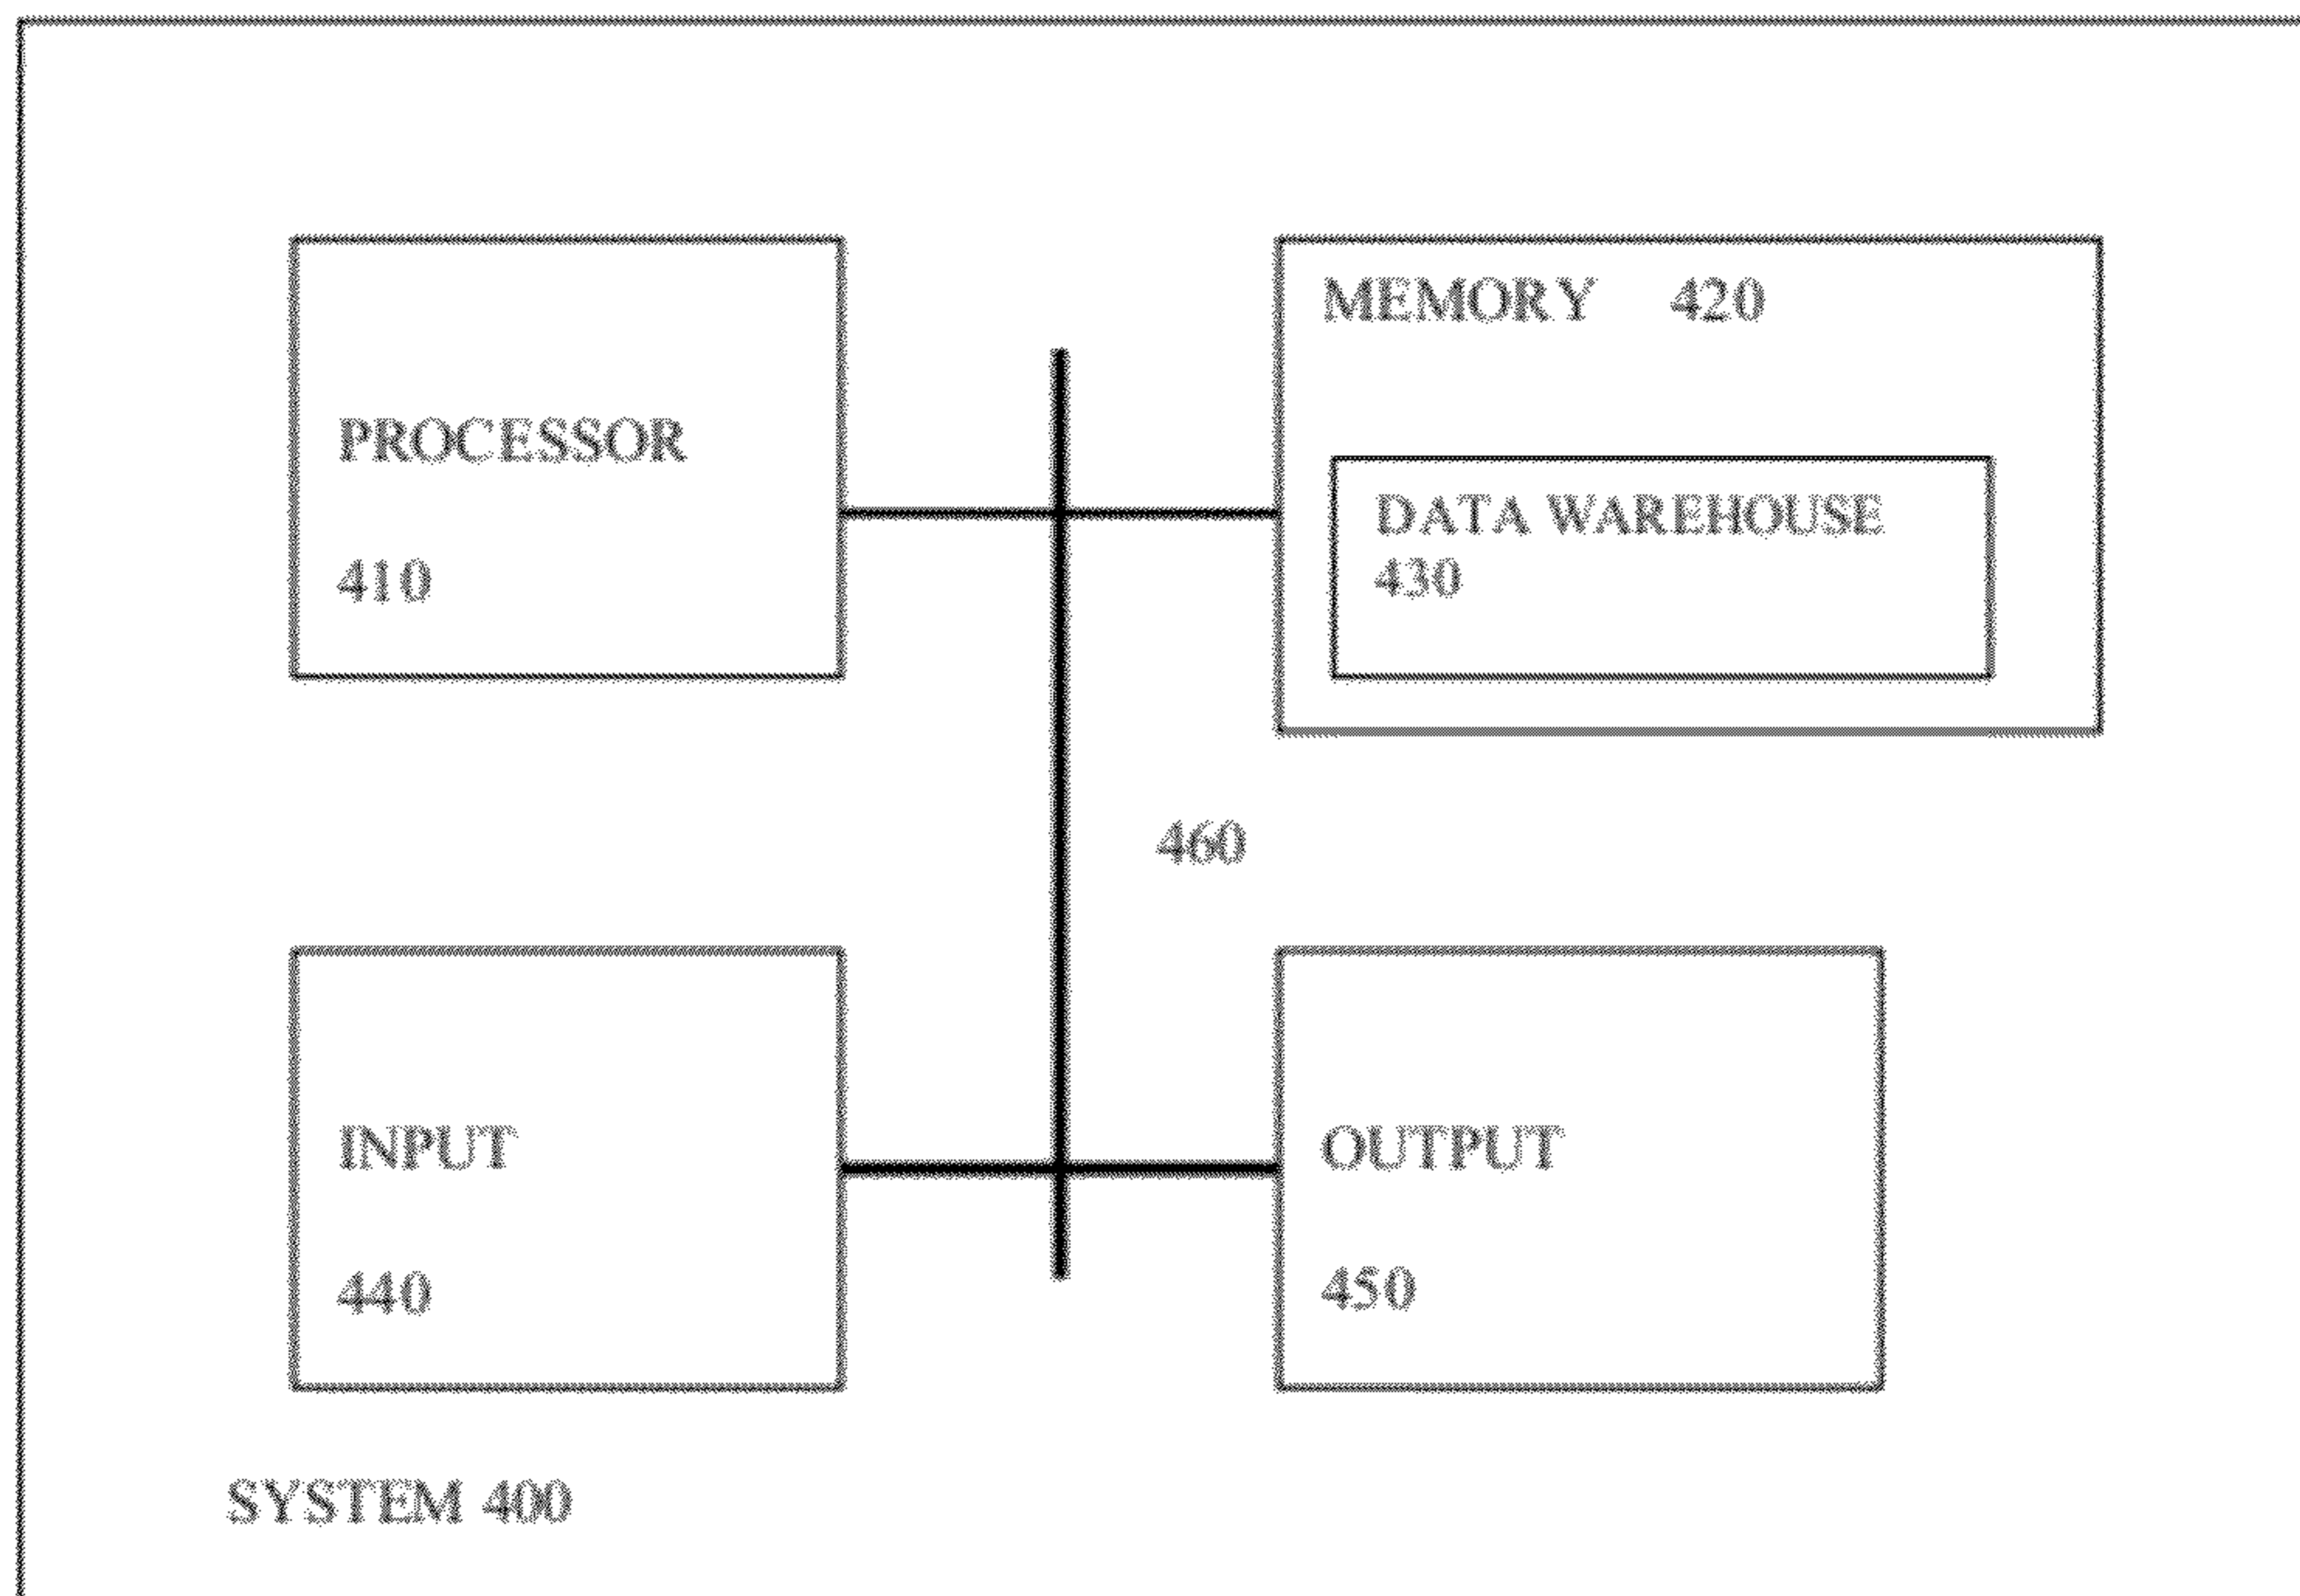 MEMORY 420
PROCESSOR
410
DATA WAREHOUSE
430
460
INPUT
440
OUTPUT
450
SYSTEM 400